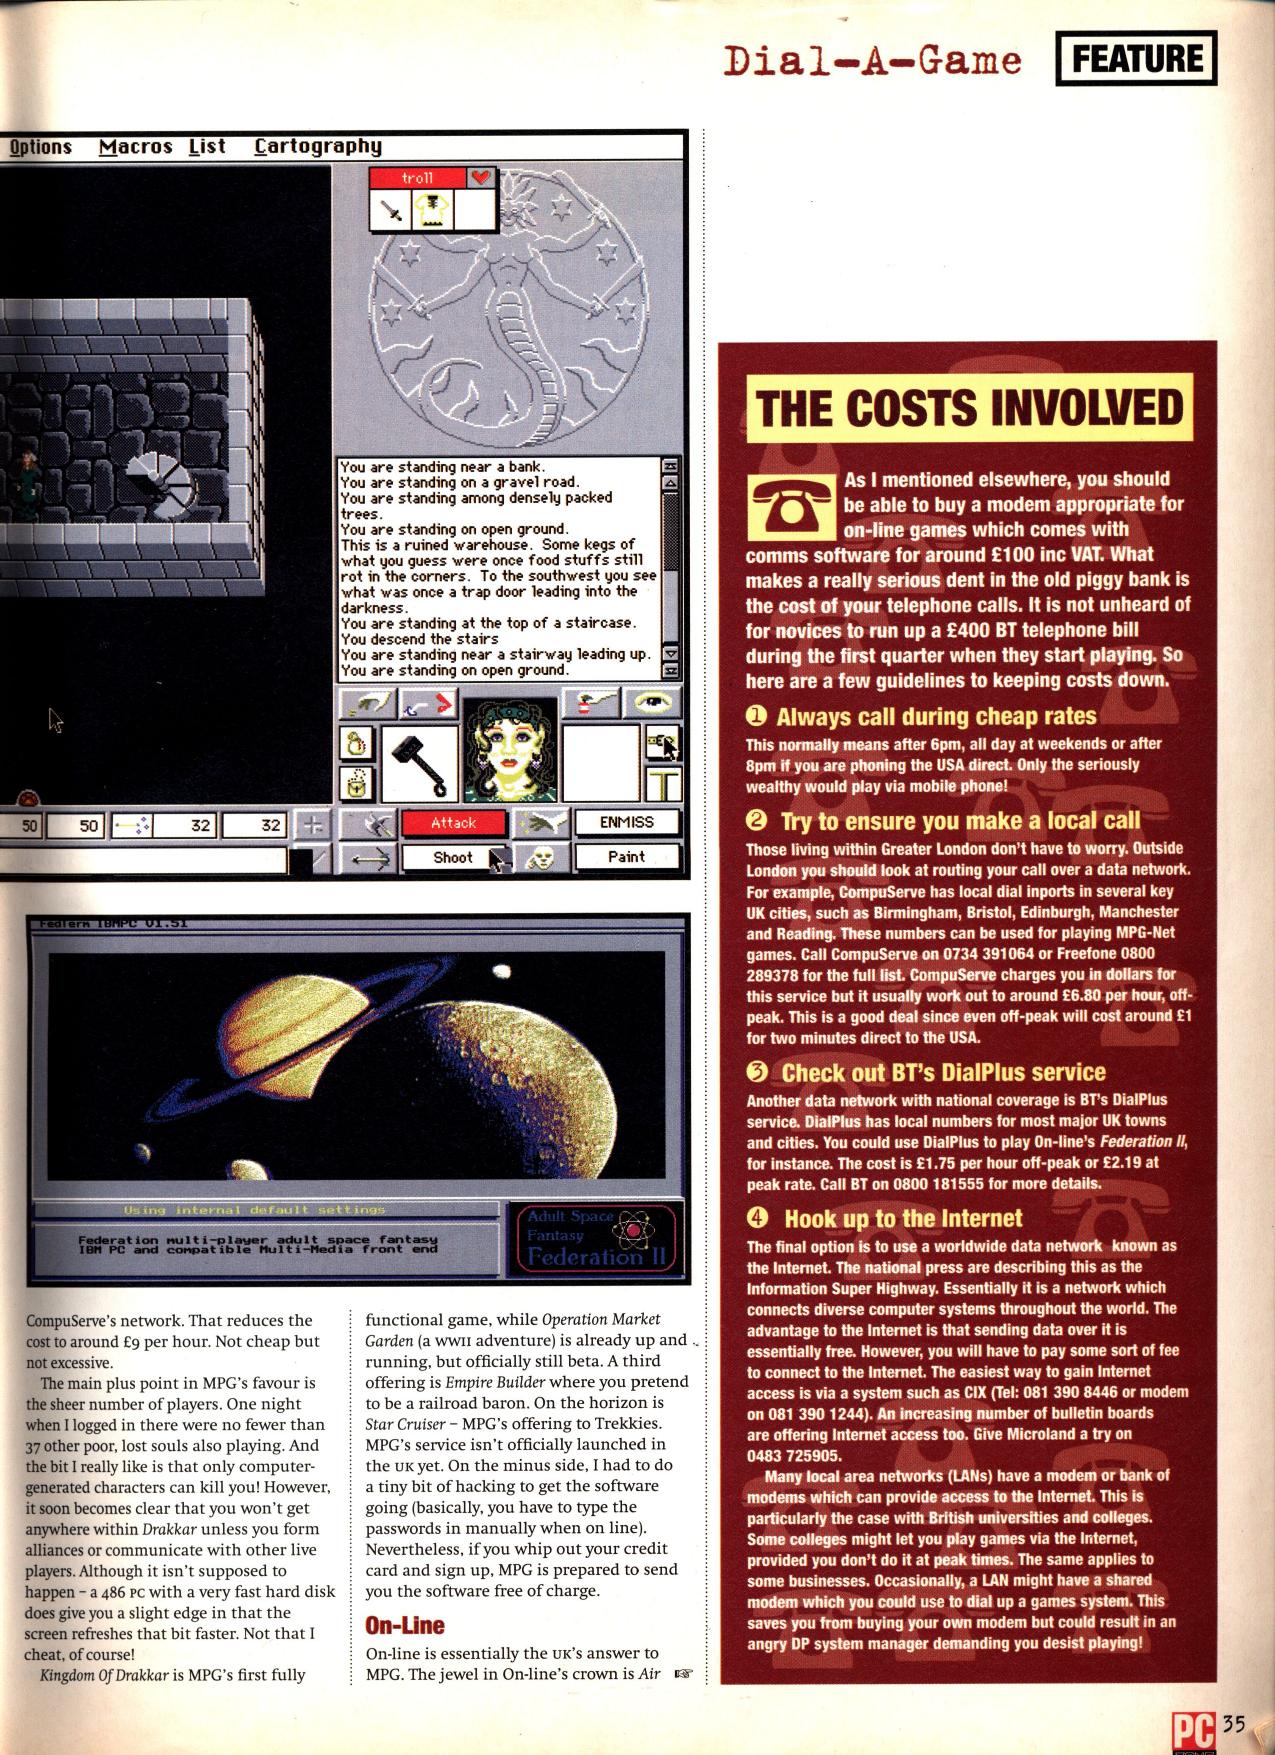 Dial-A-Game FEATURE
Options Macros List Cartography
troll
You are standing near a bank.
You are standing on a gravel road.
You are standing among densely packed
trees.
You are standing on open ground.
This is a ruined warehouse. Some kegs of
what you guess were once food stuffs still
rot in the corners. To the southwest you see
what was once a trap door leading into the
darkness.
You are standing at the top of a staircase.
You descend the stairs
You are standing near a stairway leading up.
You are standing on open ground.
50 50 32 32 Attack ENMISS
Shoot Paint
FedTerm IBMPC V1.51
Using internal default settings
Federation multi-player adult space fantasy
IBM PC and compatible Multi-Media front end
Adult Space
Fantasy
Federation II
CompuServe's network. That reduces the
cost to around £9 per hour. Not cheap but
not excessive.
The main plus point in MPG's favour is
the sheer number of players. One night
when I logged in there were no fewer than
37 other poor, lost souls also playing. And
the bit I really like is that only computer-
generated characters can kill you! However,
it soon becomes clear that you won't get
anywhere within Drakkar unless you form
alliances or communicate with other live
players. Although it isn't supposed to
happen – a 486 PC with a very fast hard disk
does give you a slight edge in that the
screen refreshes that bit faster. Not that I
cheat, of course!
Kingdom Of Drakkar is MPG's first fully
functional game, while Operation Market
Garden (a WWII adventure) is already up and
running, but officially still beta. A third
offering is Empire Builder where you pretend
to be a railroad baron. On the horizon is
Star Cruiser – MPG's offering to Trekkies.
MPG's service isn't officially launched in
the UK yet. On the minus side, I had to do
a tiny bit of hacking to get the software
going (basically, you have to type the
passwords in manually when on line).
Nevertheless, if you whip out your credit
card and sign up, MPG is prepared to send
you the software free of charge.
On-Line
On-line is essentially the UK's answer to
MPG. The jewel in On-line's crown is Air ☞
THE COSTS INVOLVED
As I mentioned elsewhere, you should
be able to buy a modem appropriate for
on-line games which comes with
comms software for around £100 inc VAT. What
makes a really serious dent in the old piggy bank is
the cost of your telephone calls. It is not unheard of
for novices to run up a £400 BT telephone bill
during the first quarter when they start playing. So
here are a few guidelines to keeping costs down.
❶ Always call during cheap rates
This normally means after 6pm, all day at weekends or after
8pm if you are phoning the USA direct. Only the seriously
wealthy would play via mobile phone!
❷ Try to ensure you make a local call
Those living within Greater London don't have to worry. Outside
London you should look at routing your call over a data network.
For example, CompuServe has local dial inports in several key
UK cities, such as Birmingham, Bristol, Edinburgh, Manchester
and Reading. These numbers can be used for playing MPG-Net
games. Call CompuServe on 0734 391064 or Freefone 0800
289378 for the full list. CompuServe charges you in dollars for
this service but it usually work out to around £6.80 per hour, off-
peak. This is a good deal since even off-peak will cost around £1
for two minutes direct to the USA.
❸ Check out BT's DialPlus service
Another data network with national coverage is BT's DialPlus
service. DialPlus has local numbers for most major UK towns
and cities. You could use DialPlus to play On-line's Federation II,
for instance. The cost is £1.75 per hour off-peak or £2.19 at
peak rate. Call BT on 0800 181555 for more details.
❹ Hook up to the Internet
The final option is to use a worldwide data network known as
the Internet. The national press are describing this as the
Information Super Highway. Essentially it is a network which
connects diverse computer systems throughout the world. The
advantage to the Internet is that sending data over it is
essentially free. However, you will have to pay some sort of fee
to connect to the Internet. The easiest way to gain Internet
access is via a system such as CIX (Tel: 081 390 8446 or modem
on 081 390 1244). An increasing number of bulletin boards
are offering Internet access too. Give Microland a try on
0483 725905.
Many local area networks (LANs) have a modem or bank of
modems which can provide access to the Internet. This is
particularly the case with British universities and colleges.
Some colleges might let you play games via the Internet,
provided you don't do it at peak times. The same applies to
some businesses. Occasionally, a LAN might have a shared
modem which you could use to dial up a games system. This
saves you from buying your own modem but could result in an
angry DP system manager demanding you desist playing!
PC 35